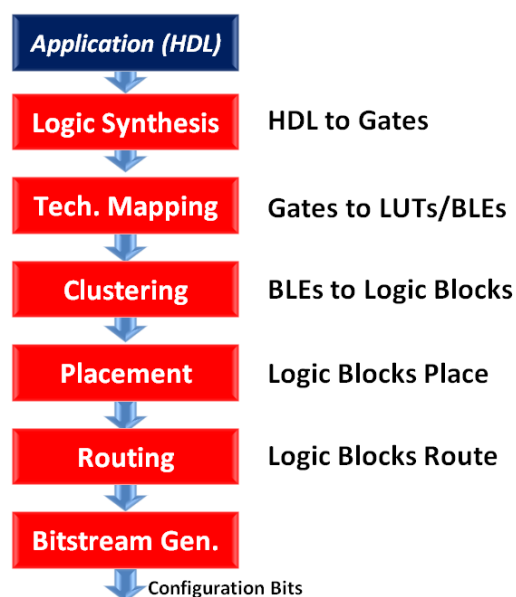 Application (HDL)
Logic Synthesis HDL to Gates
Tech. Mapping Gates to LUTs/BLEs
Clustering BLEs to Logic Blocks
Placement Logic Blocks Place
Routing Logic Blocks Route
Bitstream Gen.
Configuration Bits